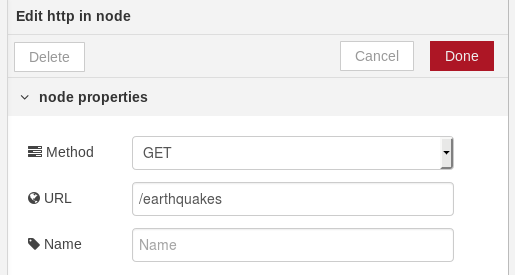 Edit http in node
Delete Cancel Done
node properties
Method GET
URL /earthquakes
Name Name